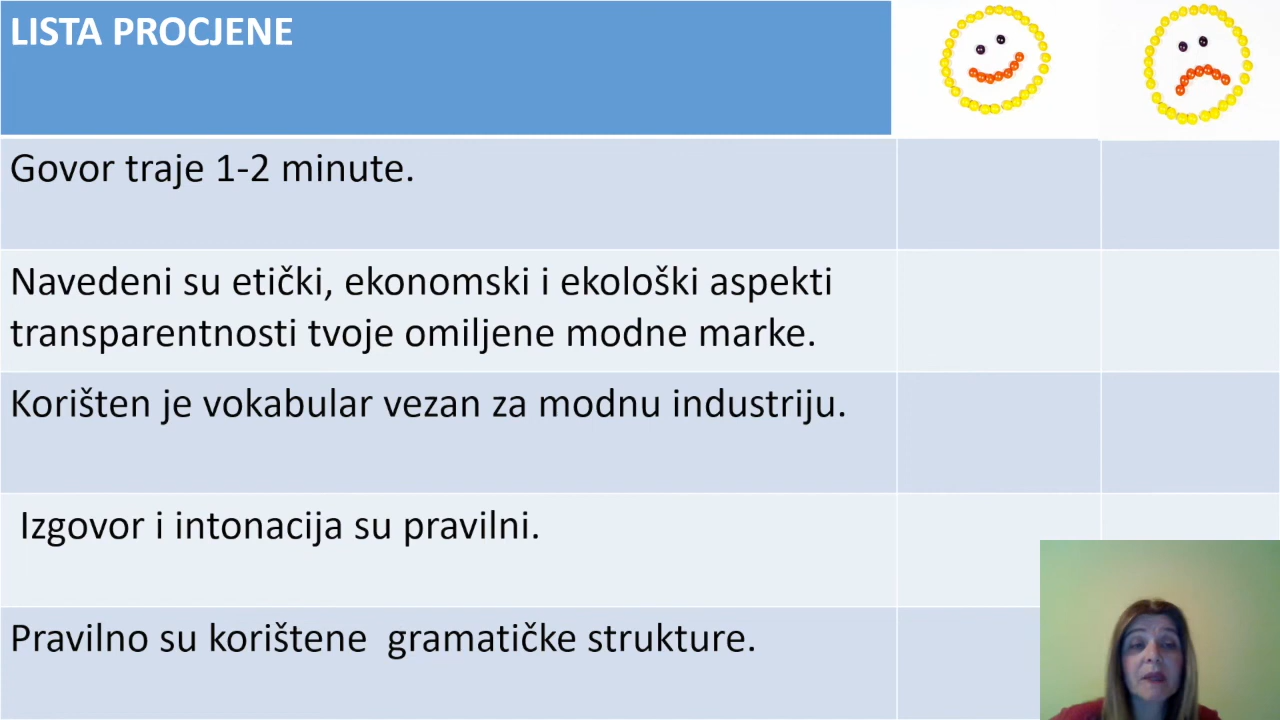 LISTA PROCJENE
Govor traje 1-2 minute.
Navedeni su etički, ekonomski i ekološki aspekti
transparentnosti tvoje omiljene modne marke.
Korišten je vokabular vezan za modnu industriju.
Izgovor i intonacija su pravilni.
Pravilno su korištene gramatičke strukture.